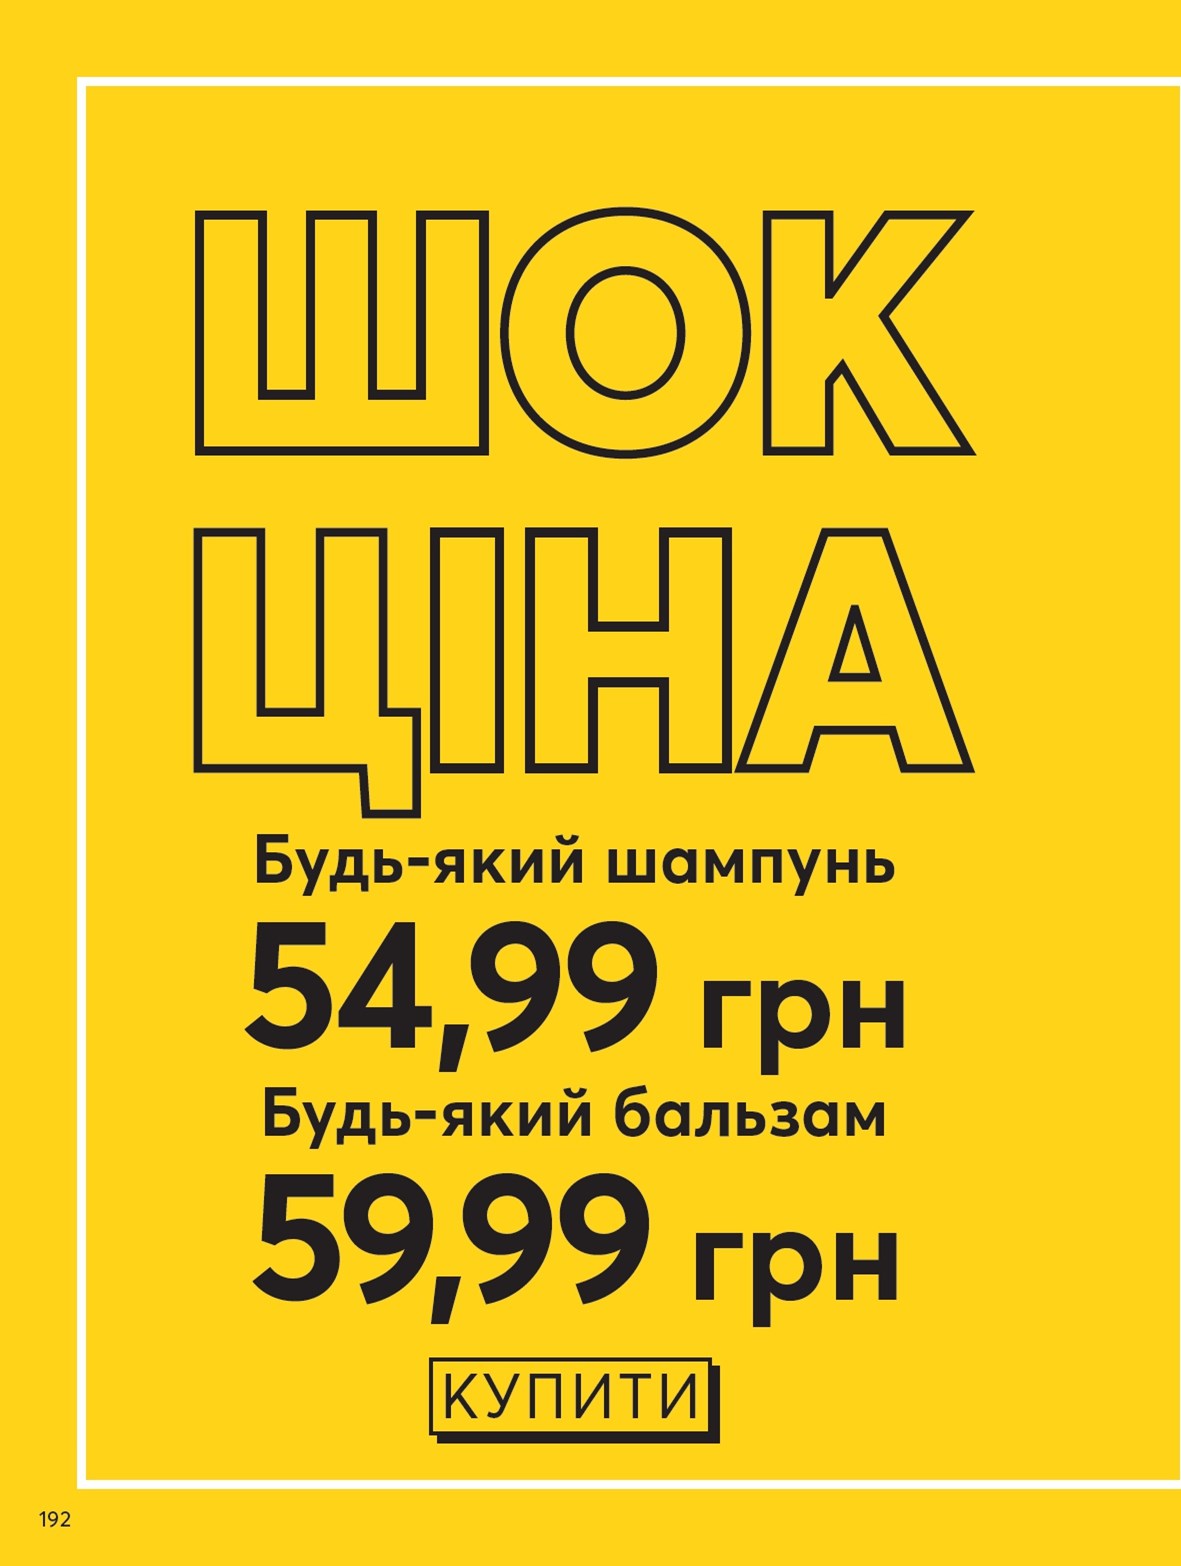 ШОК
ЦІНА
Будь-який шампунь
54,99 грн
Будь-який бальзам
59,99 грн
КУПИТИ
192